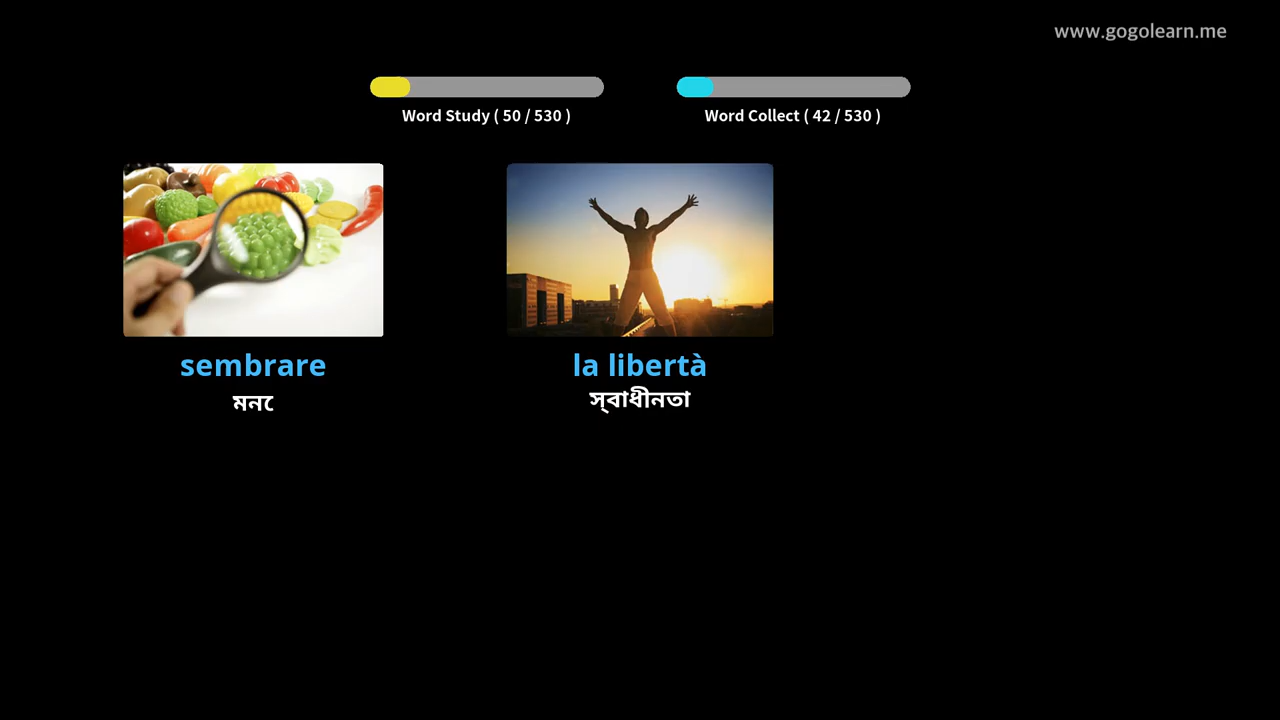 www.gogolearn.me
Word Study ( 50 / 530 )
Word Collect ( 42 / 530 )
sembrare
মনে
la libertà
স্বাধীনতা